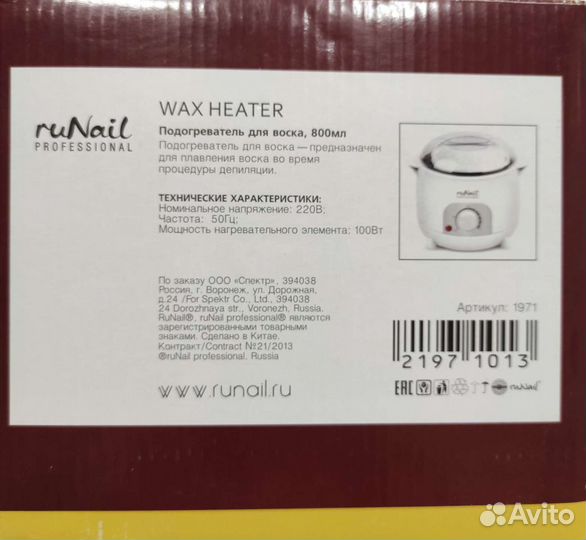 ruNail
PROFESSIONAL
WAX HEATER
Подогреватель для воска, 800мл
Подогреватель для воска — предназначен
для плавления воска во время
процедуры депиляции.
ТЕХНИЧЕСКИЕ ХАРАКТЕРИСТИКИ:
Номинальное напряжение: 220В;
Частота: 50Гц;
Мощность нагревательного элемента: 100Вт
ruNail
По заказу ООО «Спектр», 394038
Россия, г. Воронеж, ул. Дорожная,
д.24 /For Spektr Co., Ltd., 394038
24 Dorozhnaya str., Voronezh, Russia.
RuNail®, ruNail professional® являются
зарегистрированными товарными
знаками. Сделано в Китае.
Контракт/Contract №21/2013
®ruNail professional. Russia
www.runail.ru
Артикул: 1971
2197 1013
EAC
ruNail
Avito